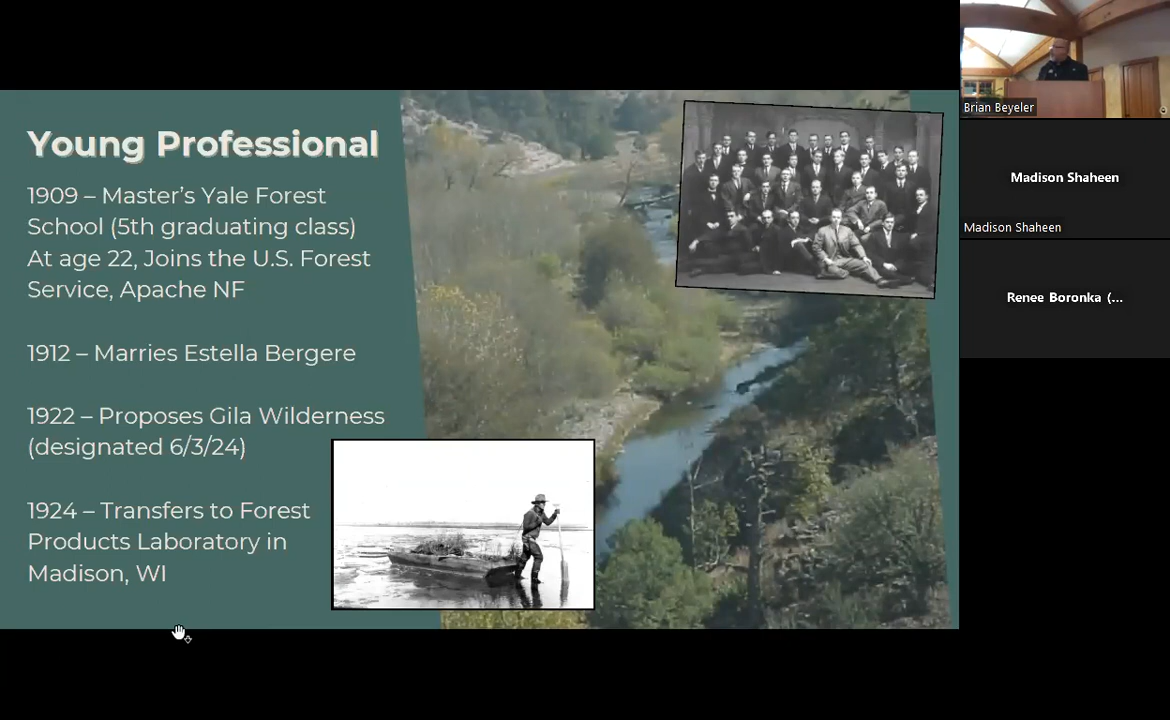 Young Professional
1909 – Master's Yale Forest
School (5th graduating class)
At age 22, Joins the U.S. Forest
Service, Apache NF
1912 – Marries Estella Bergere
1922 – Proposes Gila Wilderness
(designated 6/3/24)
1924 – Transfers to Forest
Products Laboratory in
Madison, WI
Brian Beyeler
Madison Shaheen
Madison Shaheen
Renee Boronka (...